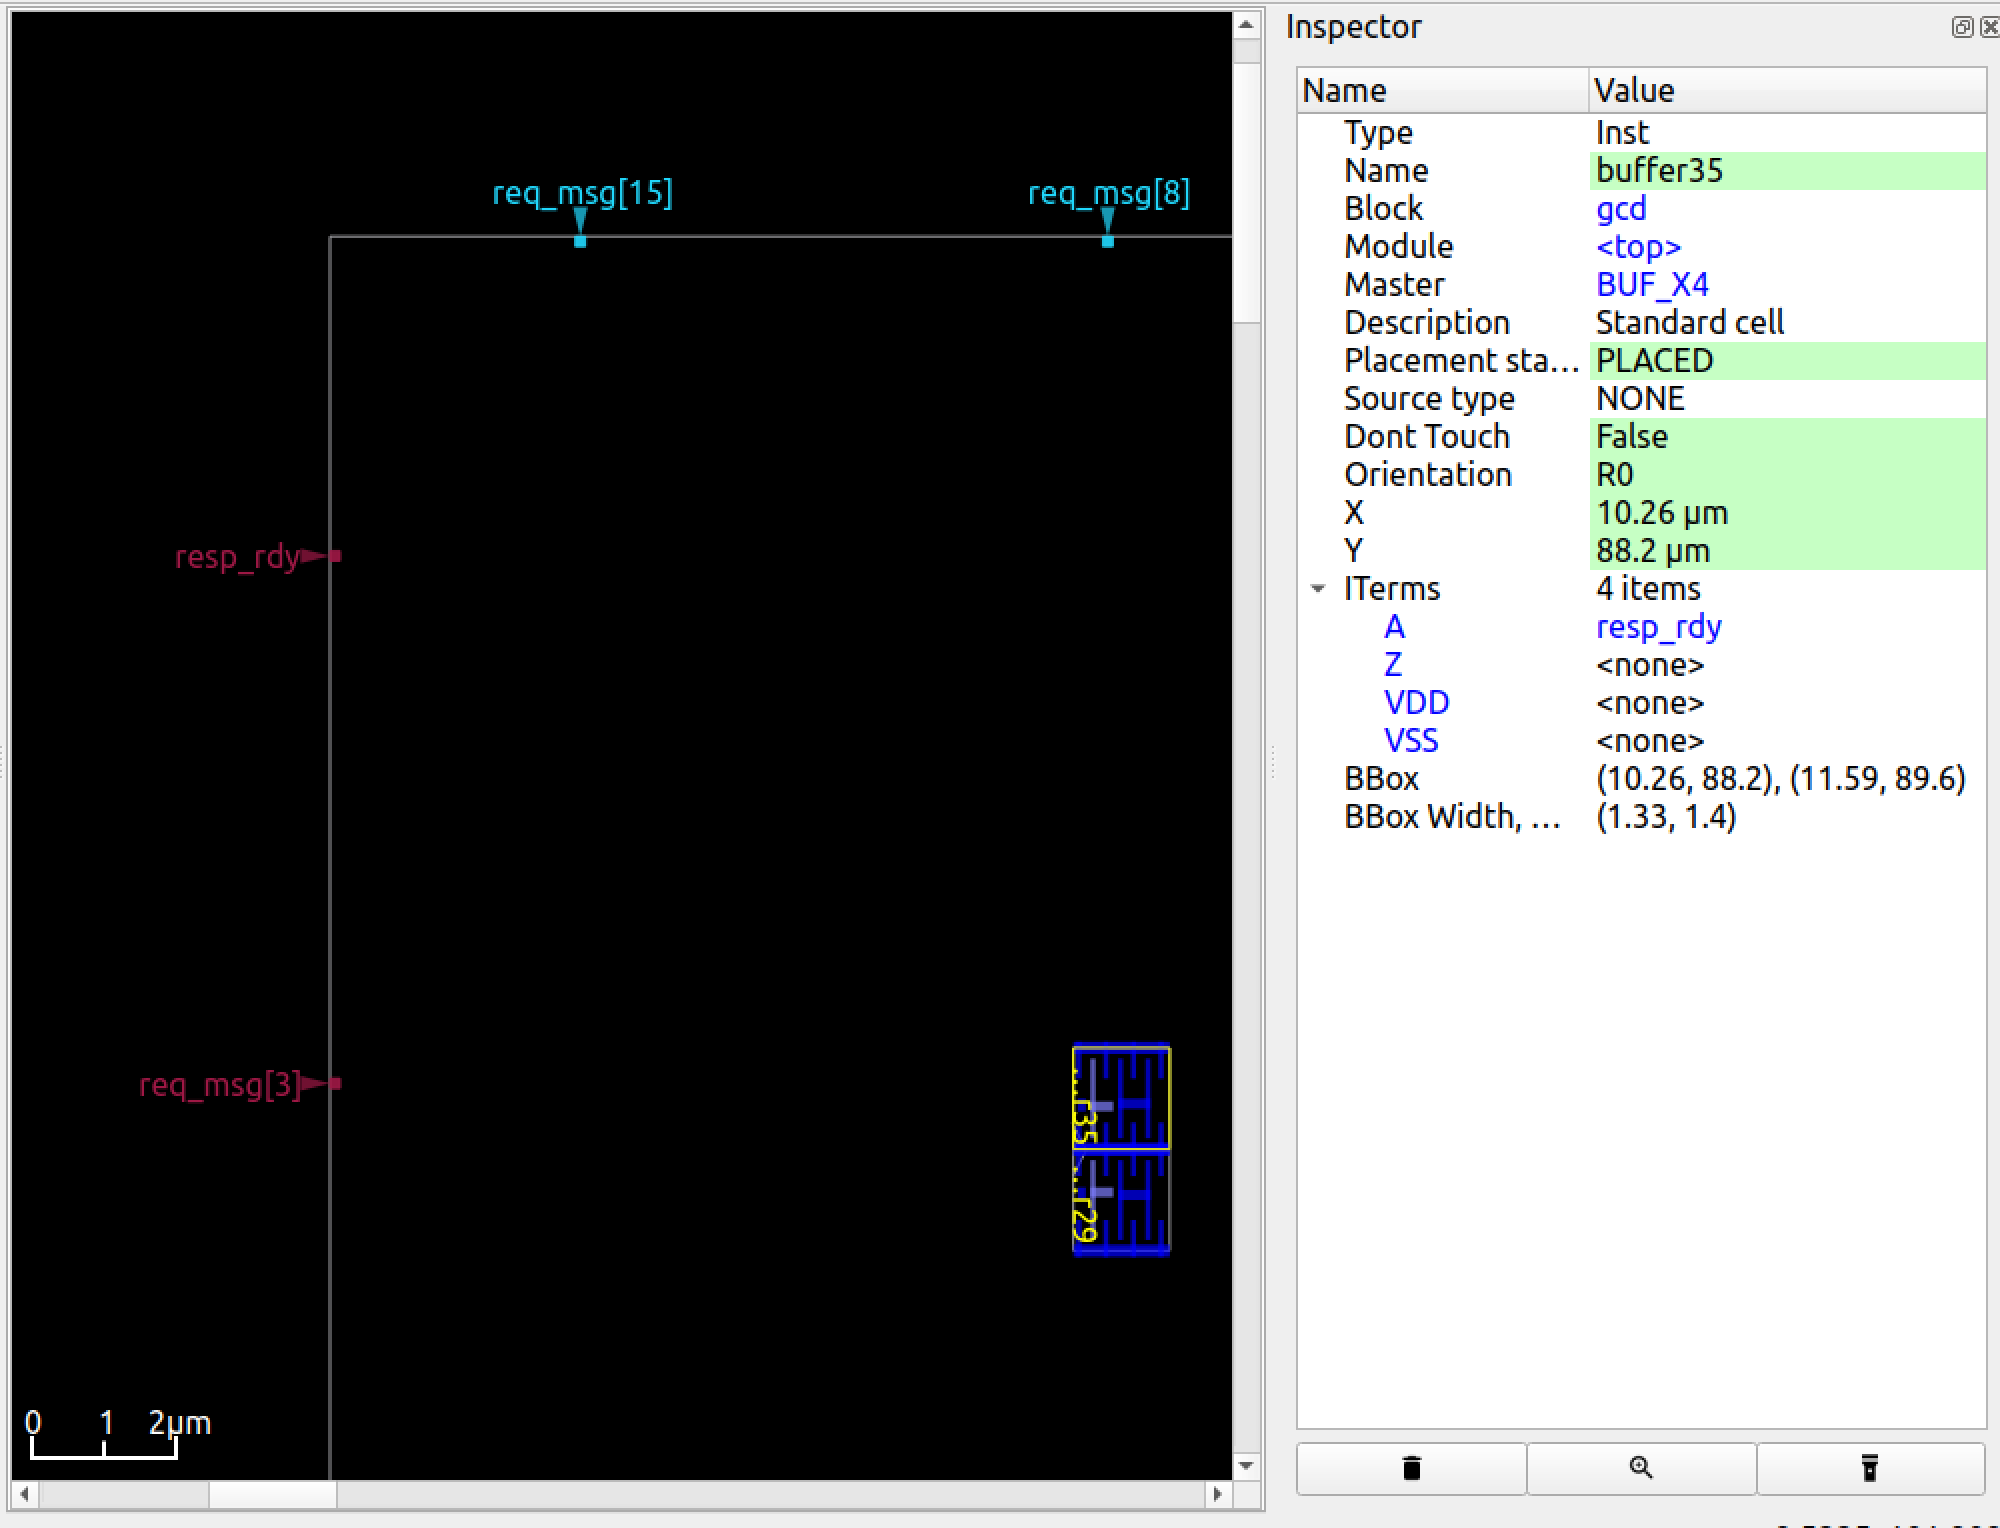 Inspector
Name Value
Type Inst
Name buffer35
Block gcd
Module <top>
Master BUF_X4
Description Standard cell
Placement sta... PLACED
Source type NONE
Dont Touch False
Orientation R0
X 10.26 μm
Y 88.2 μm
ITerms 4 items
A resp_rdy
Z <none>
VDD <none>
VSS <none>
BBox (10.26, 88.2), (11.59, 89.6)
BBox Width, ... (1.33, 1.4)
req_msg[15] req_msg[8]
resp_rdy
req_msg[3]
...r35
...r29
0 1 2μm